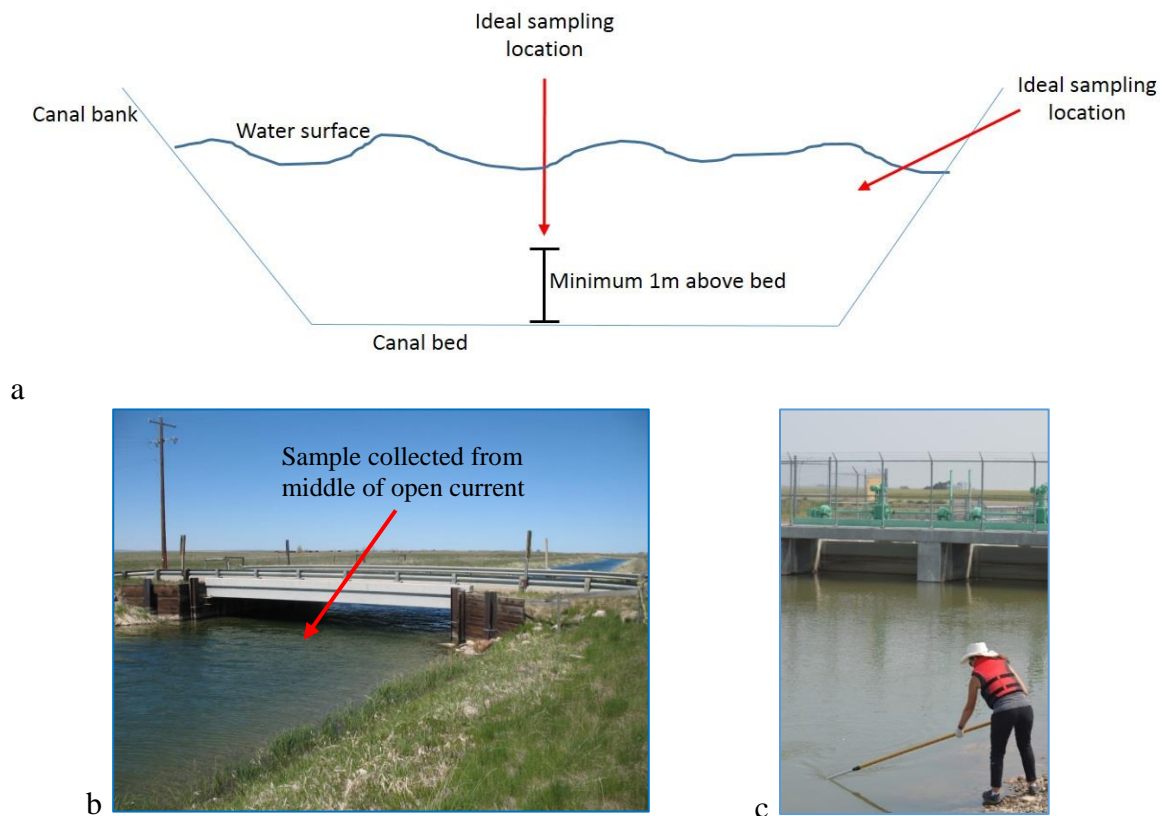 Ideal sampling
location
Ideal sampling
location
Canal bank
Water surface
Minimum 1m above bed
Canal bed
a
Sample collected from
middle of open current
b
c